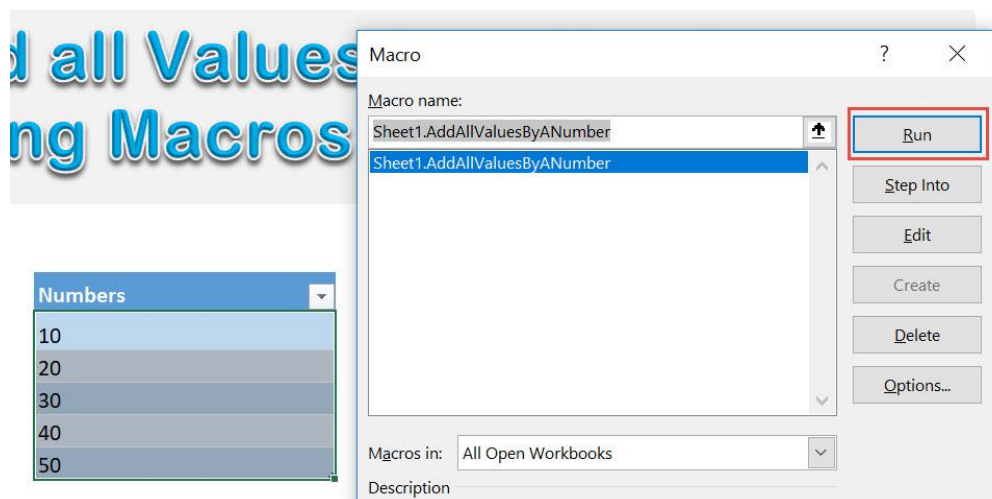 d all Values
ng Macros
Macro
?
Macro name:
Sheet1.AddAllValuesByANumber
Sheet1.AddAllValuesByANumber
Run
Step Into
Edit
Create
Delete
Options...
Numbers
10
20
30
40
50
Macros in: All Open Workbooks
Description